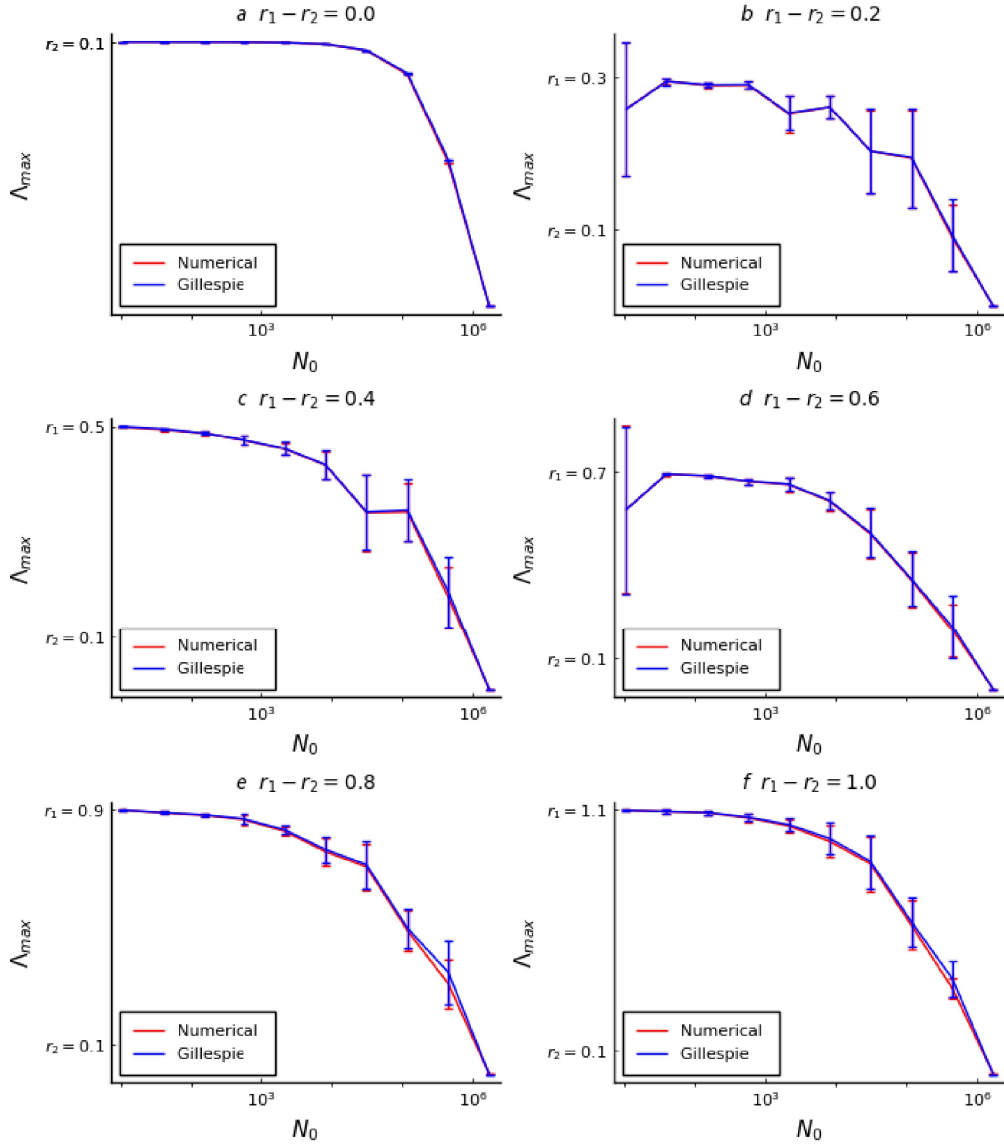 a r₁ − r₂ = 0.0
r₂ = 0.1
Λmax
Numerical
Gillespie
10³
10⁶
N₀
b r₁ − r₂ = 0.2
r₁ = 0.3
r₂ = 0.1
Λmax
Numerical
Gillespie
10³
10⁶
N₀
c r₁ − r₂ = 0.4
r₁ = 0.5
r₂ = 0.1
Λmax
Numerical
Gillespie
10³
10⁶
N₀
d r₁ − r₂ = 0.6
r₁ = 0.7
r₂ = 0.1
Λmax
Numerical
Gillespie
10³
10⁶
N₀
e r₁ − r₂ = 0.8
r₁ = 0.9
r₂ = 0.1
Λmax
Numerical
Gillespie
10³
10⁶
N₀
f r₁ − r₂ = 1.0
r₁ = 1.1
r₂ = 0.1
Λmax
Numerical
Gillespie
10³
10⁶
N₀